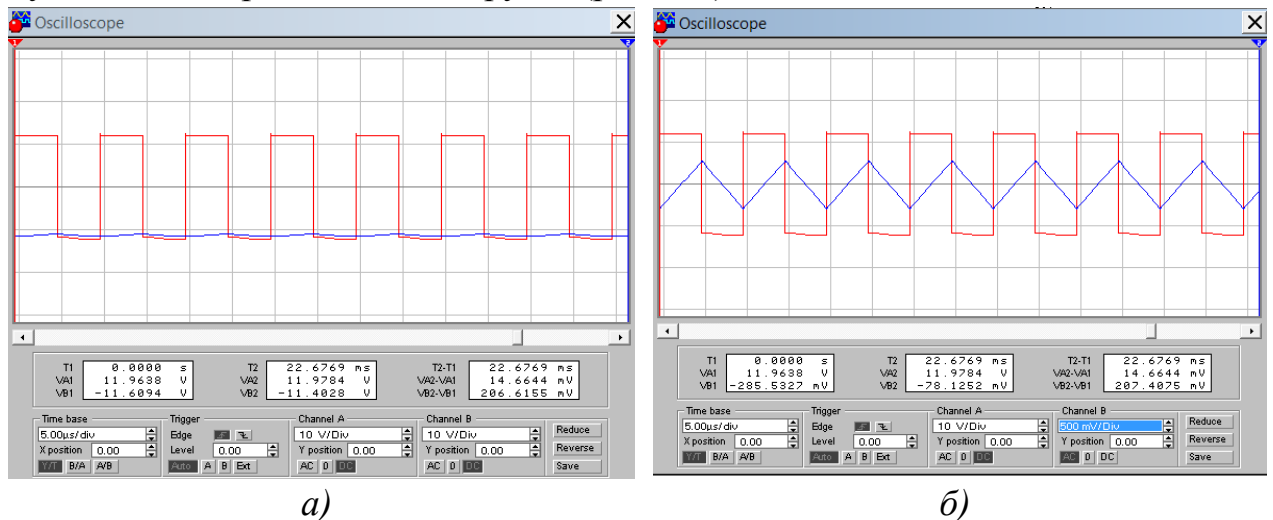 Oscilloscope
T1 0.0000 s
VA1 11.9638 V
VB1 -11.6094 V
T2 22.6769 ms
VA2 11.9784 V
VB2 -11.4028 V
T2-T1 22.6769 ms
VA2-VA1 14.6644 mV
VB2-VB1 206.6155 mV
Time base
5.00µs/div
X position 0.00
Y/T B/A A/B
Trigger
Edge
Level 0.00
Auto A B Ext
Channel A
10 V/Div
Y position 0.00
AC 0 DC
Channel B
10 V/Div
Y position 0.00
AC 0 DC
Reduce
Reverse
Save
а)
Oscilloscope
T1 0.0000 s
VA1 11.9638 V
VB1 -285.5327 mV
T2 22.6769 ms
VA2 11.9784 V
VB2 -78.1252 mV
T2-T1 22.6769 ms
VA2-VA1 14.6644 mV
VB2-VB1 207.4075 mV
Time base
5.00µs/div
X position 0.00
Y/T B/A A/B
Trigger
Edge
Level 0.00
Auto A B Ext
Channel A
10 V/Div
Y position 0.00
AC 0 DC
Channel B
500 mV/Div
Y position 0.00
AC 0 DC
Reduce
Reverse
Save
б)